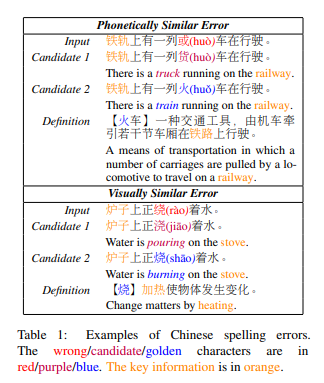 Phonetically Similar Error
Input 铁轨上有一列或(huò)车在行驶。
Candidate 1 铁轨上有一列货(huò)车在行驶。
There is a truck running on the railway.
Candidate 2 铁轨上有一列火(huǒ)车在行驶。
There is a train running on the railway.
Definition 【火车】一种交通工具，由机车牵
引若干节车厢在铁路上行驶。
A means of transportation in which a
number of carriages are pulled by a lo-
comotive to travel on a railway.
Visually Similar Error
Input 炉子上正绕(rào)着水。
Candidate 1 炉子上正浇(jiāo)着水。
Water is pouring on the stove.
Candidate 2 炉子上正烧(shāo)着水。
Water is burning on the stove.
Definition 【烧】加热使物体发生变化。
Change matters by heating.
Table 1: Examples of Chinese spelling errors.
The wrong/candidate/golden characters are in
red/purple/blue. The key information is in orange.